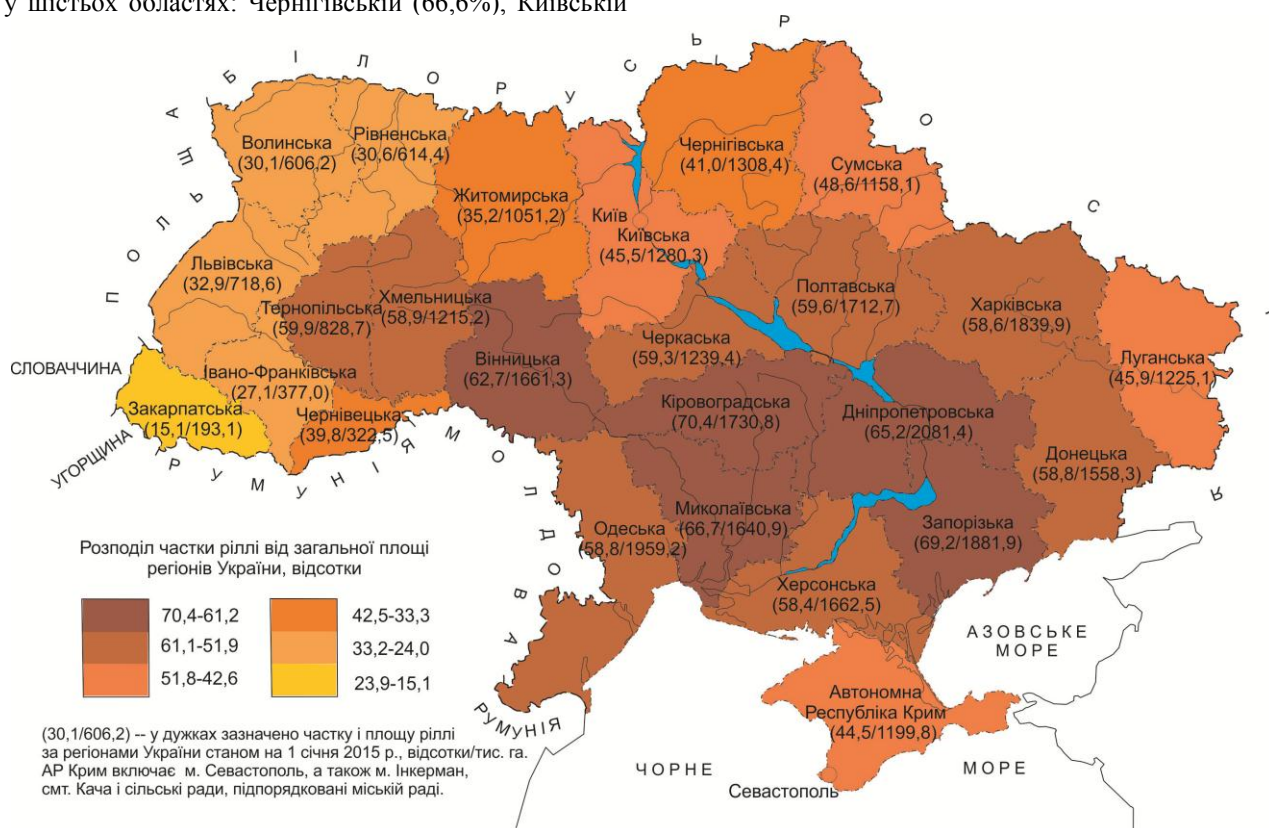 у шістьох областях: Чернігівській (66,6%), Київській
БІЛОРУСЬ
РОСІЯ
ПОЛЬЩА
Волинська
(30,1/606,2)
Рівненська
(30,6/614,4)
Житомирська
(35,2/1051,2)
Чернігівська
(41,0/1308,4)
Сумська
(48,6/1158,1)
Київ
Київська
(45,5/1280,3)
Львівська
(32,9/718,6)
Тернопільська
(59,9/828,7)
Хмельницька
(58,9/1215,2)
Полтавська
(59,6/1712,7)
Харківська
(58,6/1839,9)
Черкаська
(59,3/1239,4)
Луганська
(45,9/1225,1)
Вінницька
(62,7/1661,3)
СЛОВАЧЧИНА
Івано-Франківська
(27,1/377,0)
Закарпатська
(15,1/193,1)
Чернівецька
(39,8/322,5)
УГОРЩИНА
РУМУНІЯ
МОЛДОВА
Кіровоградська
(70,4/1730,8)
Дніпропетровська
(65,2/2081,4)
Донецька
(58,8/1558,3)
Миколаївська
(66,7/1640,9)
Одеська
(58,8/1959,2)
Запорізька
(69,2/1881,9)
Херсонська
(58,4/1662,5)
АЗОВСЬКЕ
МОРЕ
Автономна
Республіка Крим
(44,5/1199,8)
РУМУНІЯ
ЧОРНЕ МОРЕ
Севастополь
Розподіл частки ріллі від загальної площі
регіонів України, відсотки
70,4-61,2
61,1-51,9
51,8-42,6
42,5-33,3
33,2-24,0
23,9-15,1
(30,1/606,2) -- у дужках зазначено частку і площу ріллі
за регіонами України станом на 1 січня 2015 р., відсотки/тис. га.
АР Крим включає м. Севастополь, а також м. Інкерман,
смт. Кача і сільські ради, підпорядковані міській раді.